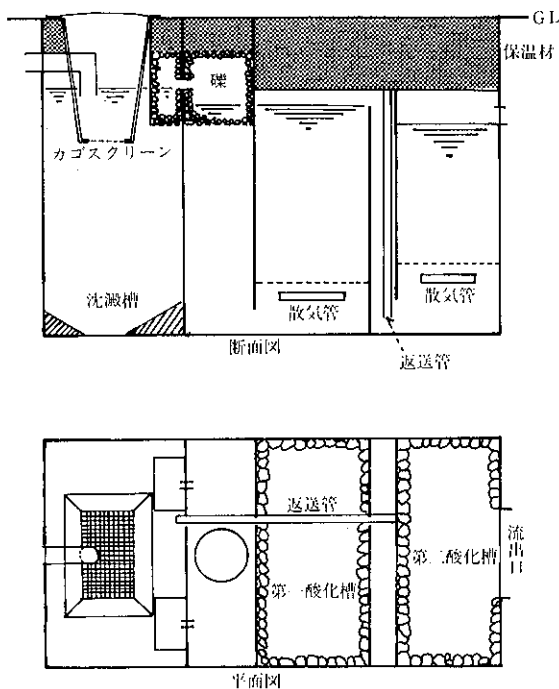 GL
保温材
礫
カゴスクリーン
沈澱槽
散気管
散気管
断面図
返送管
返送管
第一酸化槽
第二酸化槽
流出口
平面図